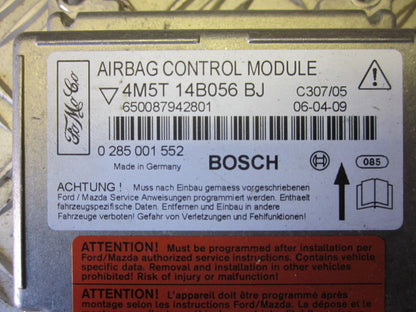 FoMoCo
AIRBAG CONTROL MODULE
4M5T 14B056 BJ
C307/05
650087942801
06-04-09
0 285 001 552
BOSCH
085
Made in Germany
ACHTUNG ! Muss nach Einbau gemaess vorgeschriebenen
Ford / Mazda Service Anweisungen programmiert werden. Enthaelt
fahrzeugspezifische Daten. Entfernen und Einbau in andere
Fahrzeuge verboten! Gefahr von Verletzungen und Fehlfunktionen!
ATTENTION! Must be programmed after installation per
Ford/Mazda authorized service instructions. Contains vehicle
specific data. Removal and installation in other vehicles
prohibited! Risk of injury or malfunction!
ATTENTION! L'appareil doit être programmé après
montage selon les instructions Ford/Mazda. La dépose et le